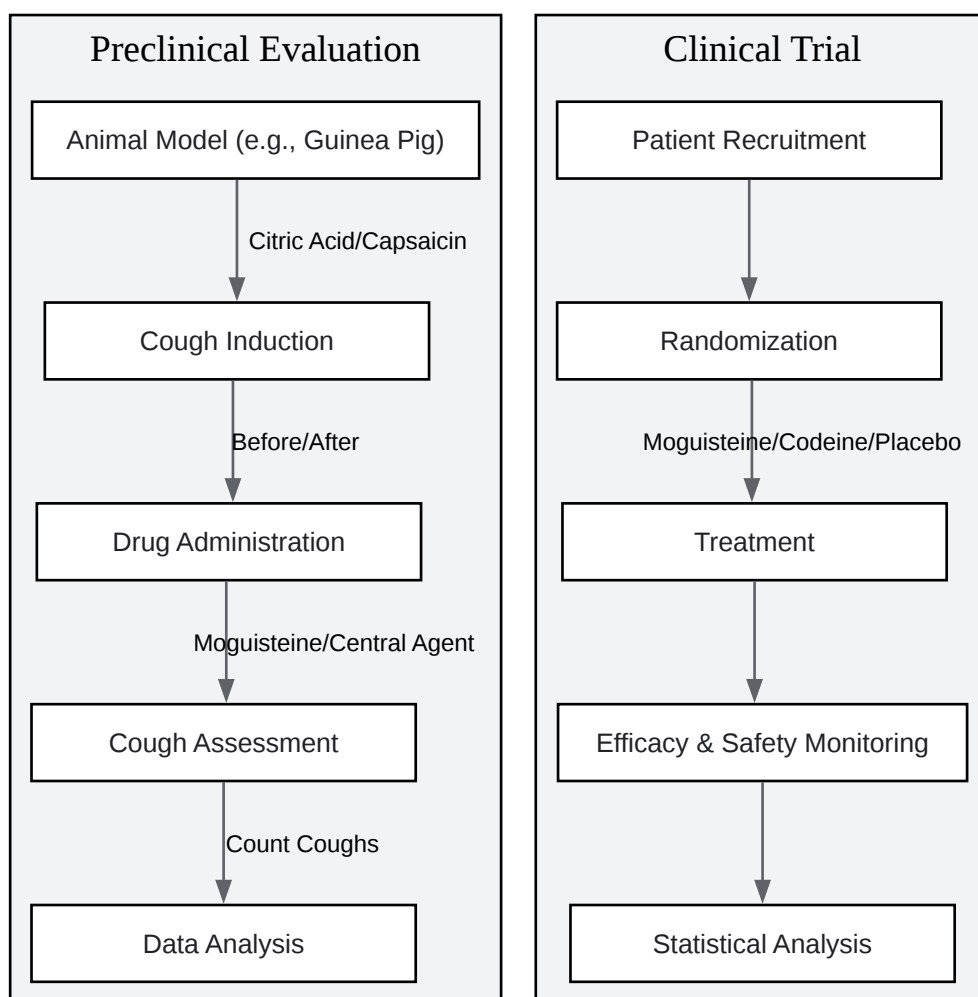 Preclinical Evaluation
Animal Model (e.g., Guinea Pig)
Citric Acid/Capsaicin
Cough Induction
Before/After
Drug Administration
Moguisteine/Central Agent
Cough Assessment
Count Coughs
Data Analysis
Clinical Trial
Patient Recruitment
Randomization
Moguisteine/Codeine/Placebo
Treatment
Efficacy & Safety Monitoring
Statistical Analysis